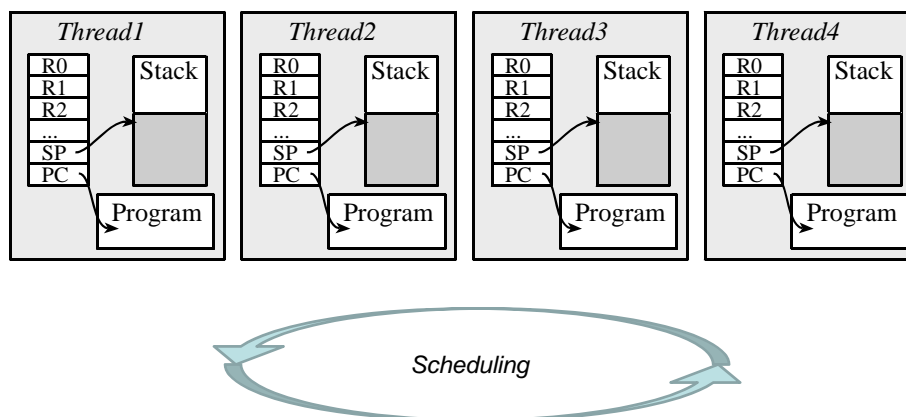 Thread1
R0
R1
R2
...
SP
PC
Stack
Program
Thread2
R0
R1
R2
...
SP
PC
Stack
Program
Thread3
R0
R1
R2
...
SP
PC
Stack
Program
Thread4
R0
R1
R2
...
SP
PC
Stack
Program
Scheduling